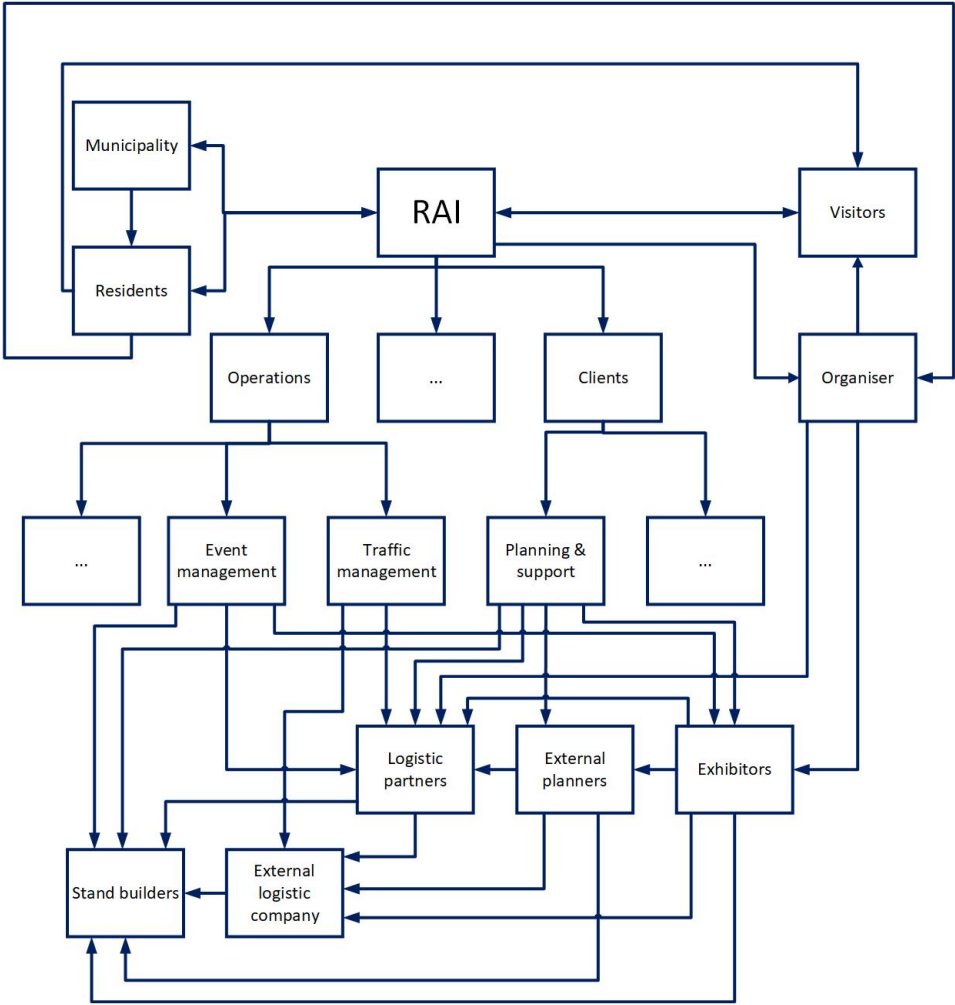 Municipality
RAI
Visitors
Residents
Operations
...
Clients
Organiser
...
Event
management
Traffic
management
Planning &
support
...
Logistic
partners
External
planners
Exhibitors
Stand builders
External
logistic
company